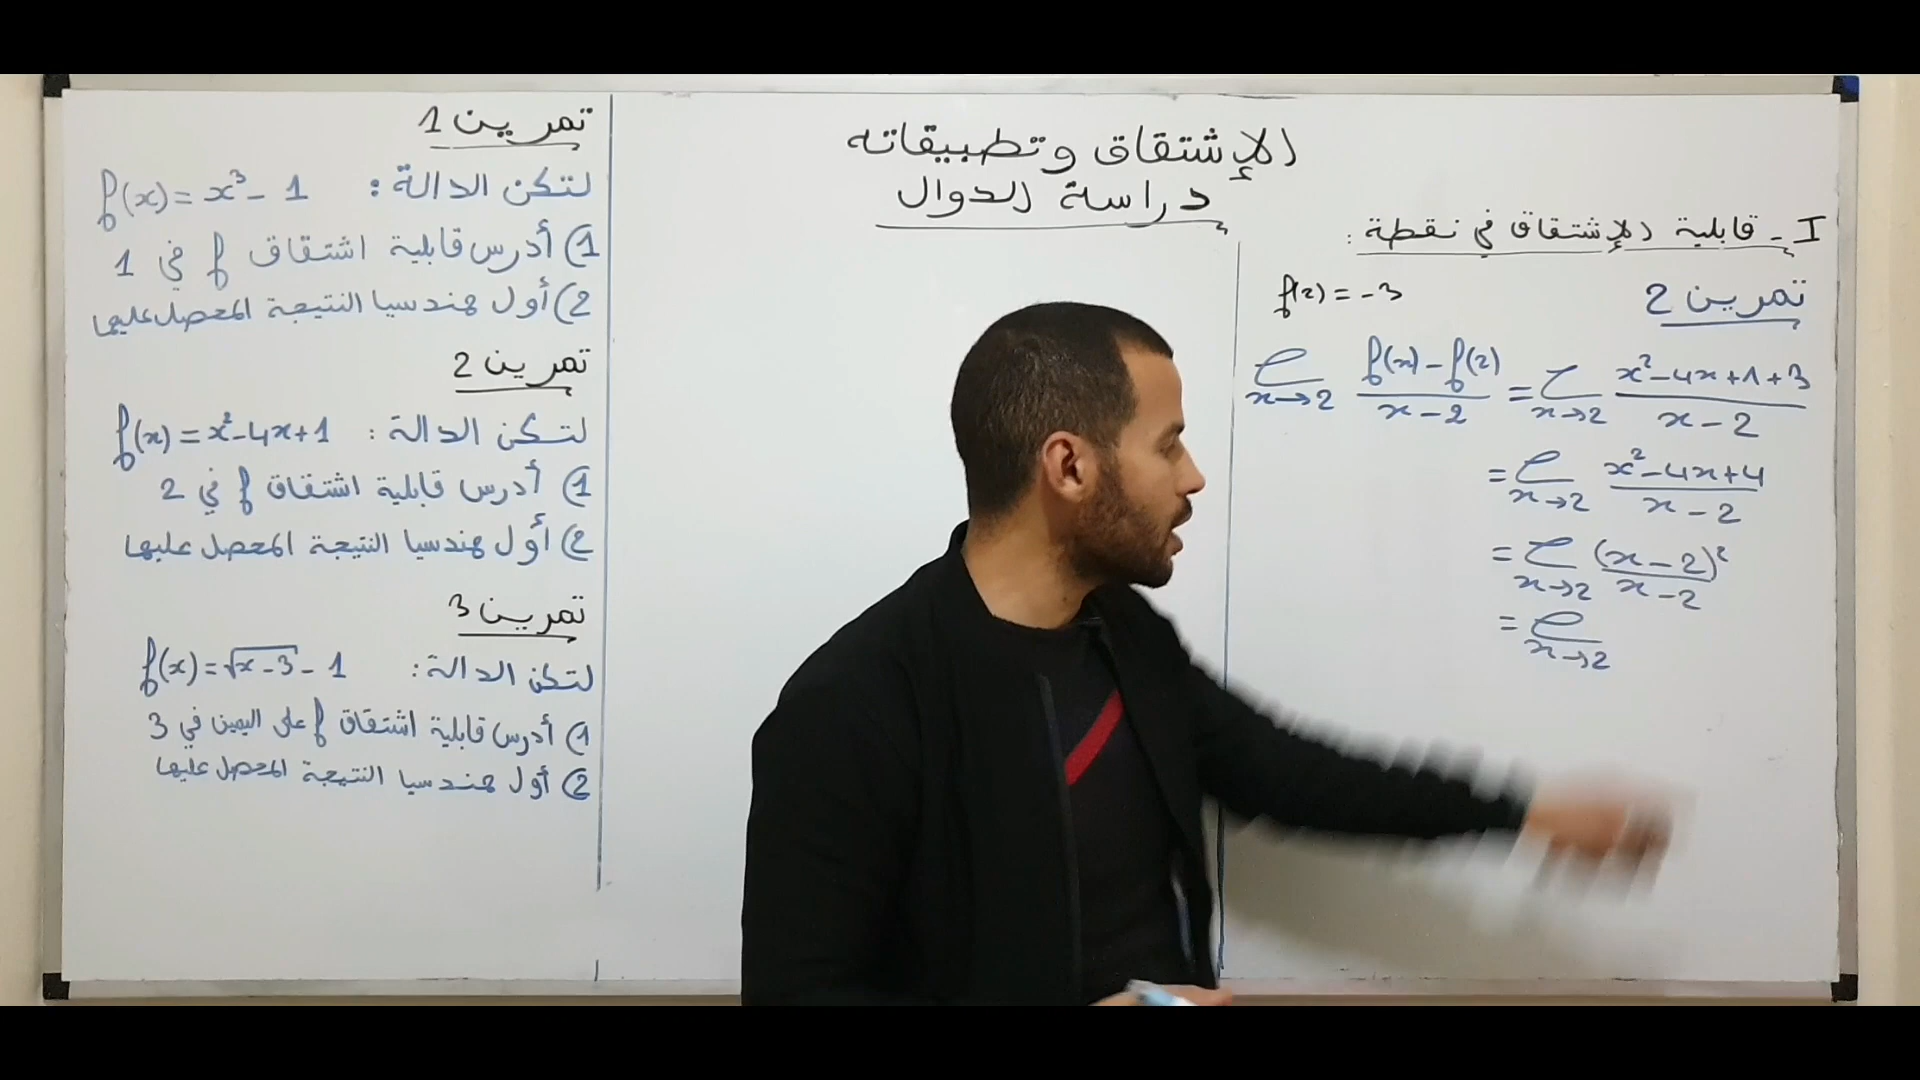 الإشتقاق وتطبيقاته
دراسة الدوال
I - قابلية الإشتقاق في نقطة :
تمرين 2
f(2) = -3
lim x→2 (f(x) - f(2))/(x - 2) = lim x→2 (x² - 4x + 1 + 3)/(x - 2)
= lim x→2 (x² - 4x + 4)/(x - 2)
= lim x→2 (x - 2)²/(x - 2)
= lim x→2
تمرين 1
لتكن الدالة : f(x) = x³ - 1
1) أدرس قابلية اشتقاق f في 1
2) أول هندسيا النتيجة المحصل عليها
تمرين 2
لتكن الدالة : f(x) = x² - 4x + 1
1) أدرس قابلية اشتقاق f في 2
2) أول هندسيا النتيجة المحصل عليها
تمرين 3
لتكن الدالة : f(x) = √(x - 3) - 1
1) أدرس قابلية اشتقاق f على اليمين في 3
2) أول هندسيا النتيجة المحصل عليها